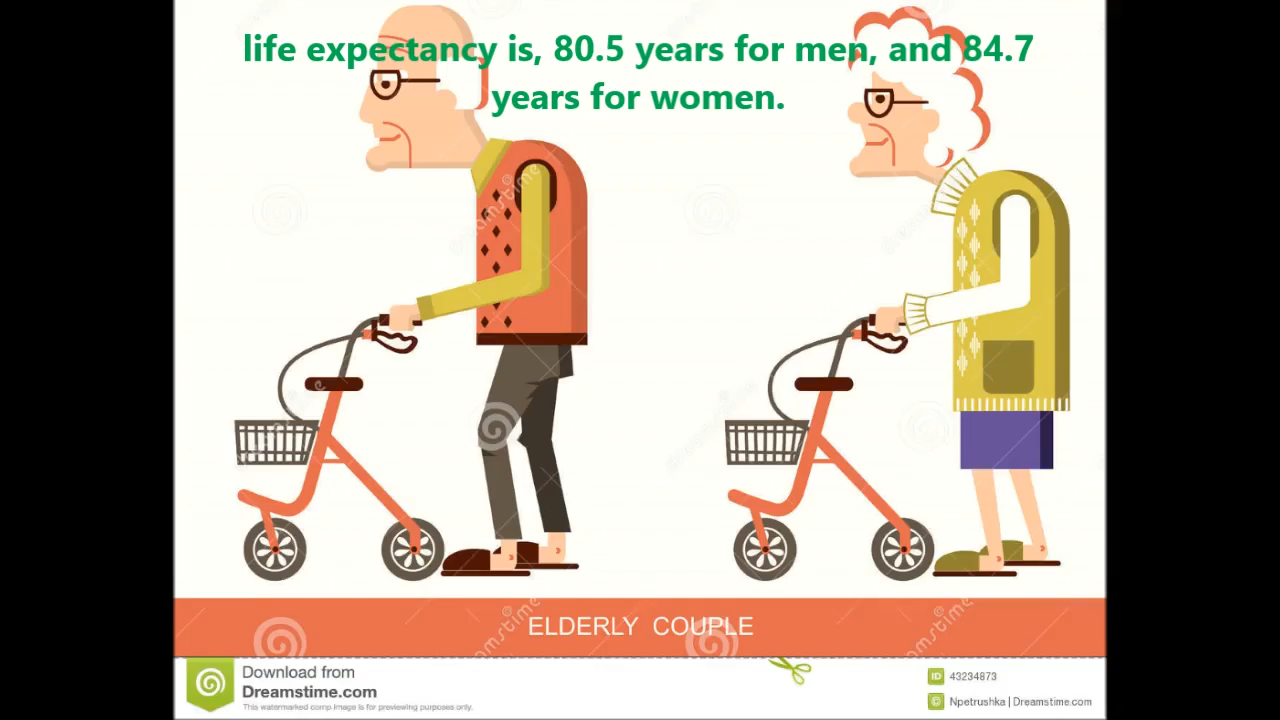 life expectancy is, 80.5 years for men, and 84.7
years for women.
ELDERLY COUPLE
Download from
Dreamstime.com
This watermarked comp image is for previewing purposes only.
ID 43234873
© Npetrushka | Dreamstime.com